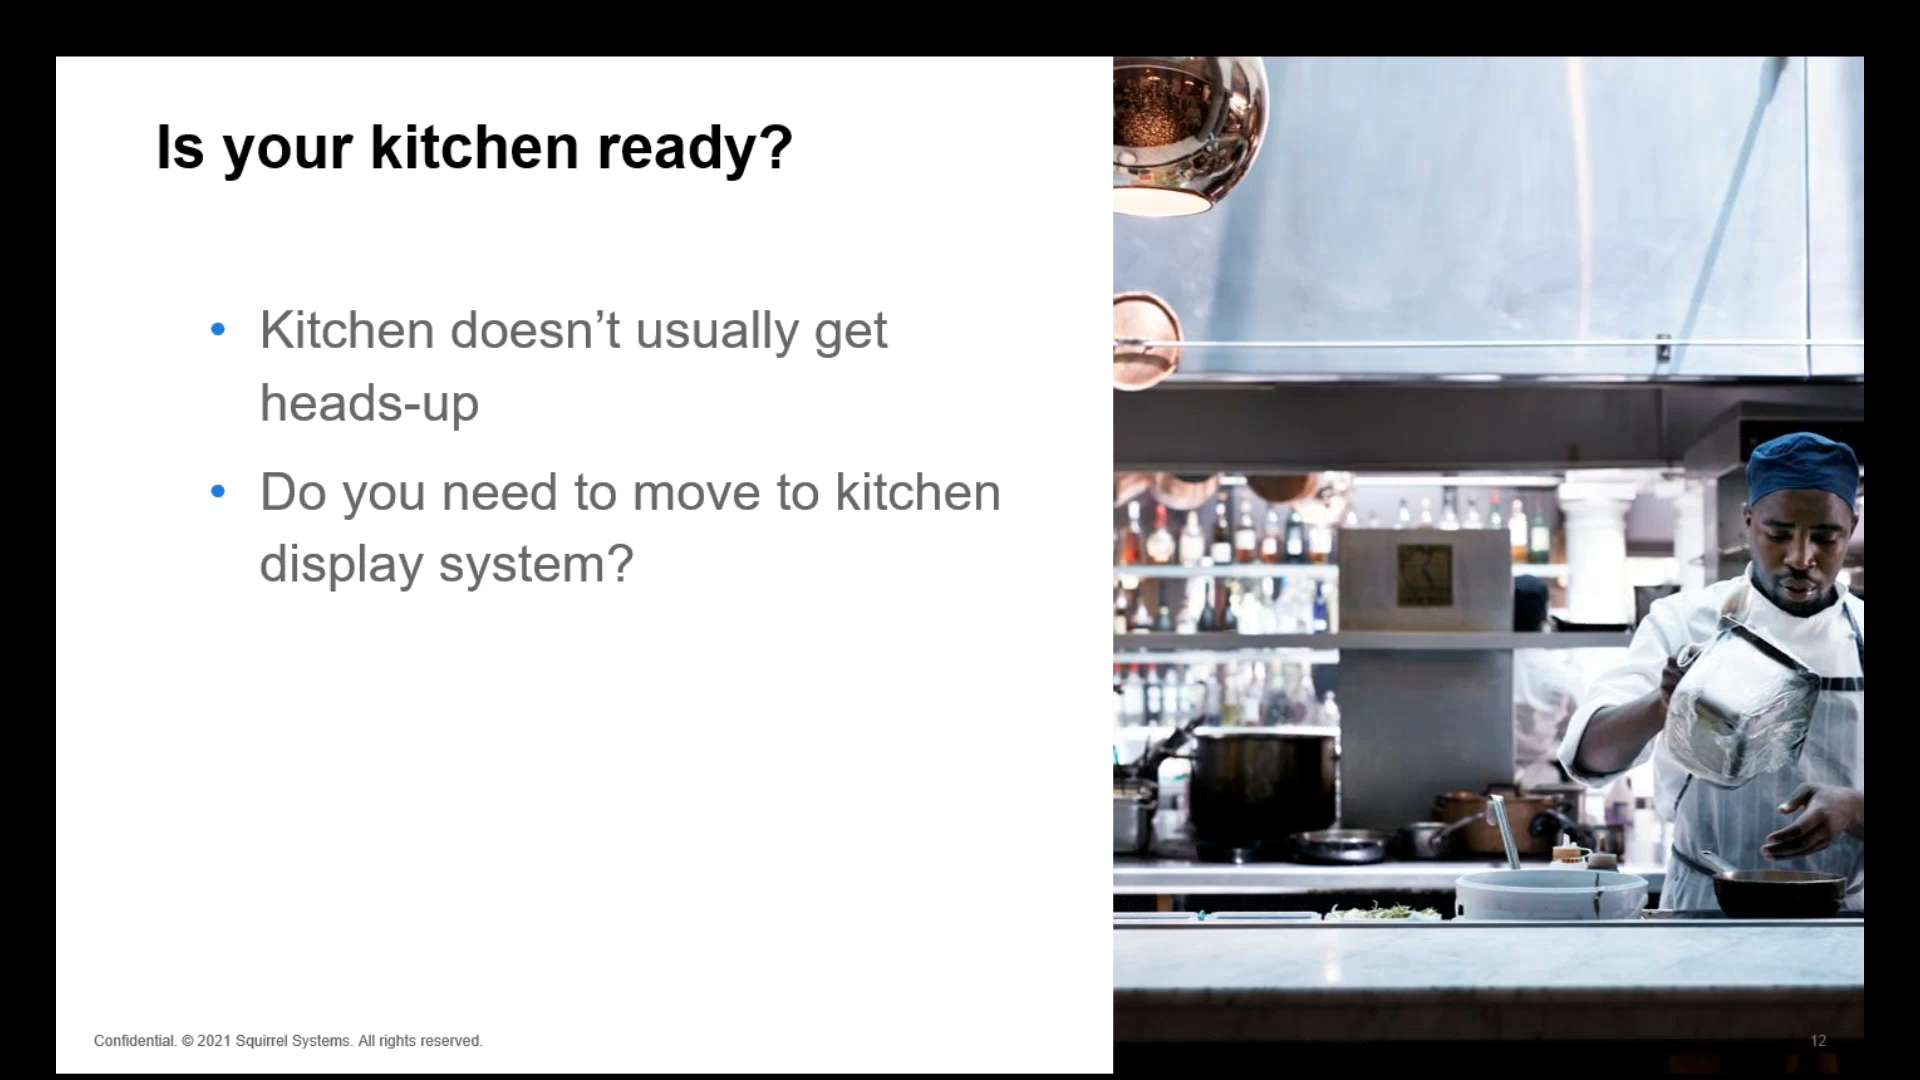 Is your kitchen ready?
• Kitchen doesn’t usually get
heads-up
• Do you need to move to kitchen
display system?
Confidential. © 2021 Squirrel Systems. All rights reserved.
12